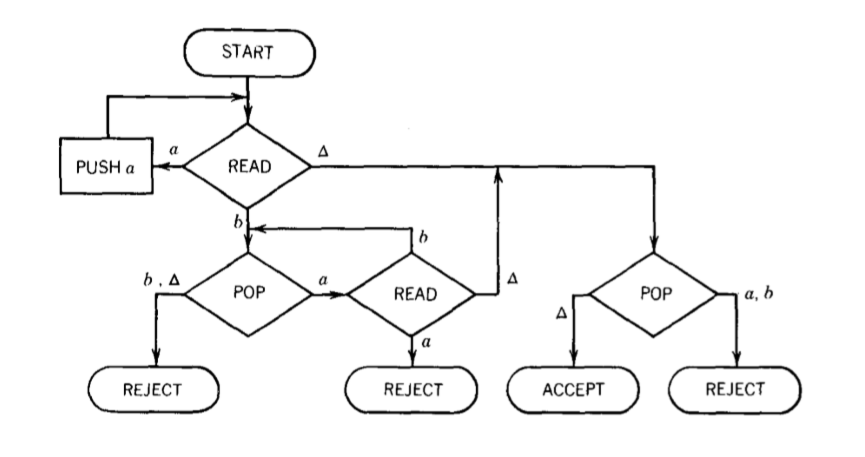 START
a
Δ
PUSH a
READ
b
b
b , Δ
POP
a
READ
Δ
POP
a, b
Δ
a
REJECT
REJECT
ACCEPT
REJECT